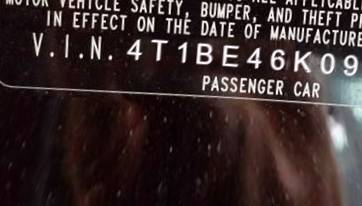 MOTOR VEHICLE SAFETY, BUMPER, AND THEFT
IN EFFECT ON THE DATE OF MANUFACTURE
V.I.N. 4T1BE46K09
PASSENGER CAR